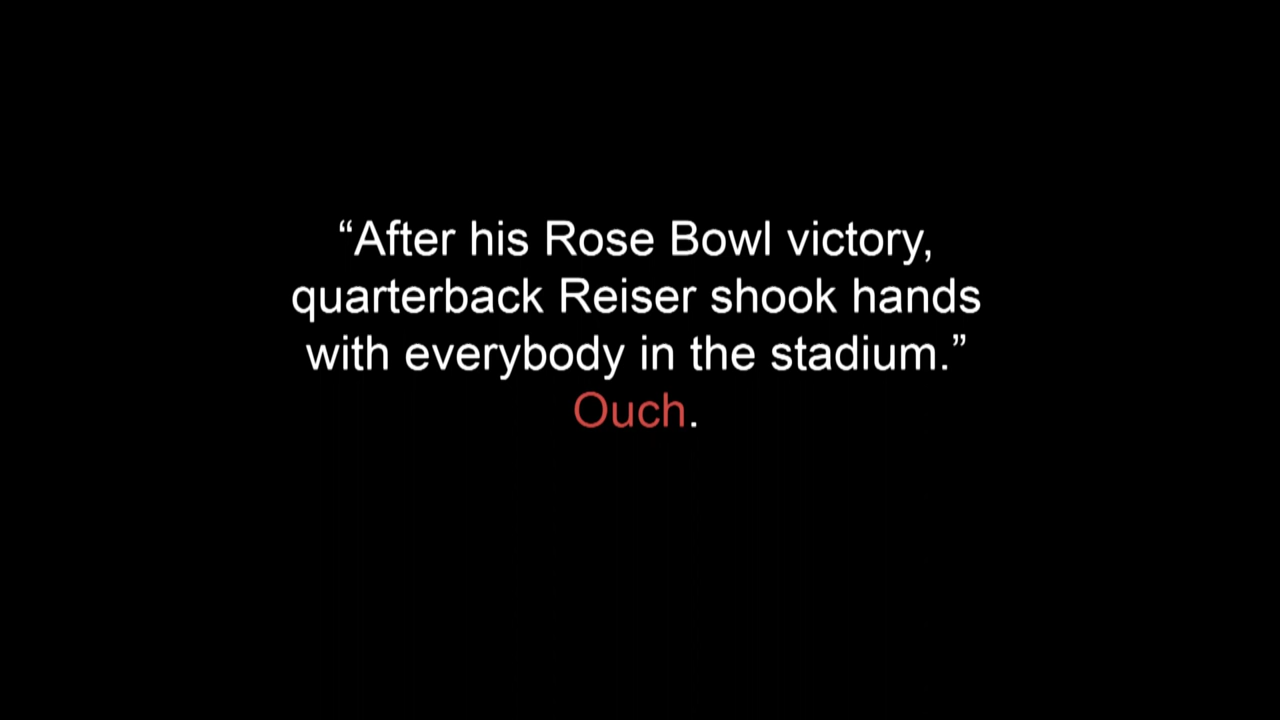 “After his Rose Bowl victory,
quarterback Reiser shook hands
with everybody in the stadium.”
Ouch.